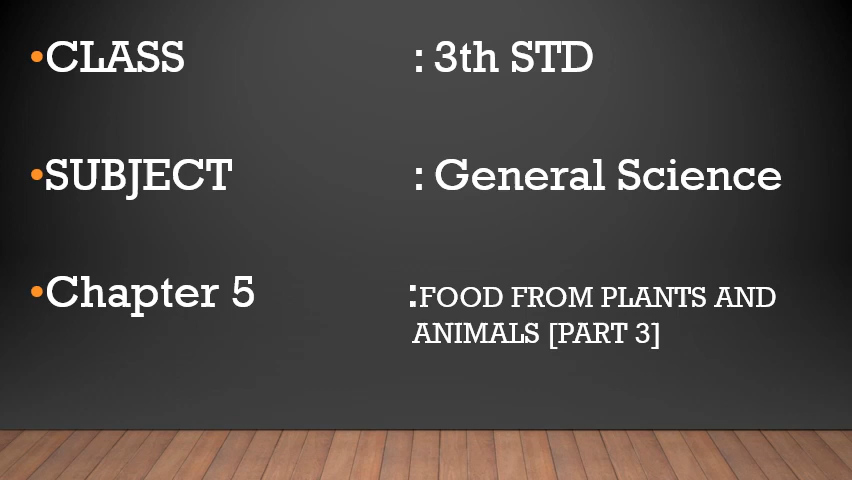 •CLASS : 3th STD
•SUBJECT : General Science
•Chapter 5 :FOOD FROM PLANTS AND
ANIMALS [PART 3]